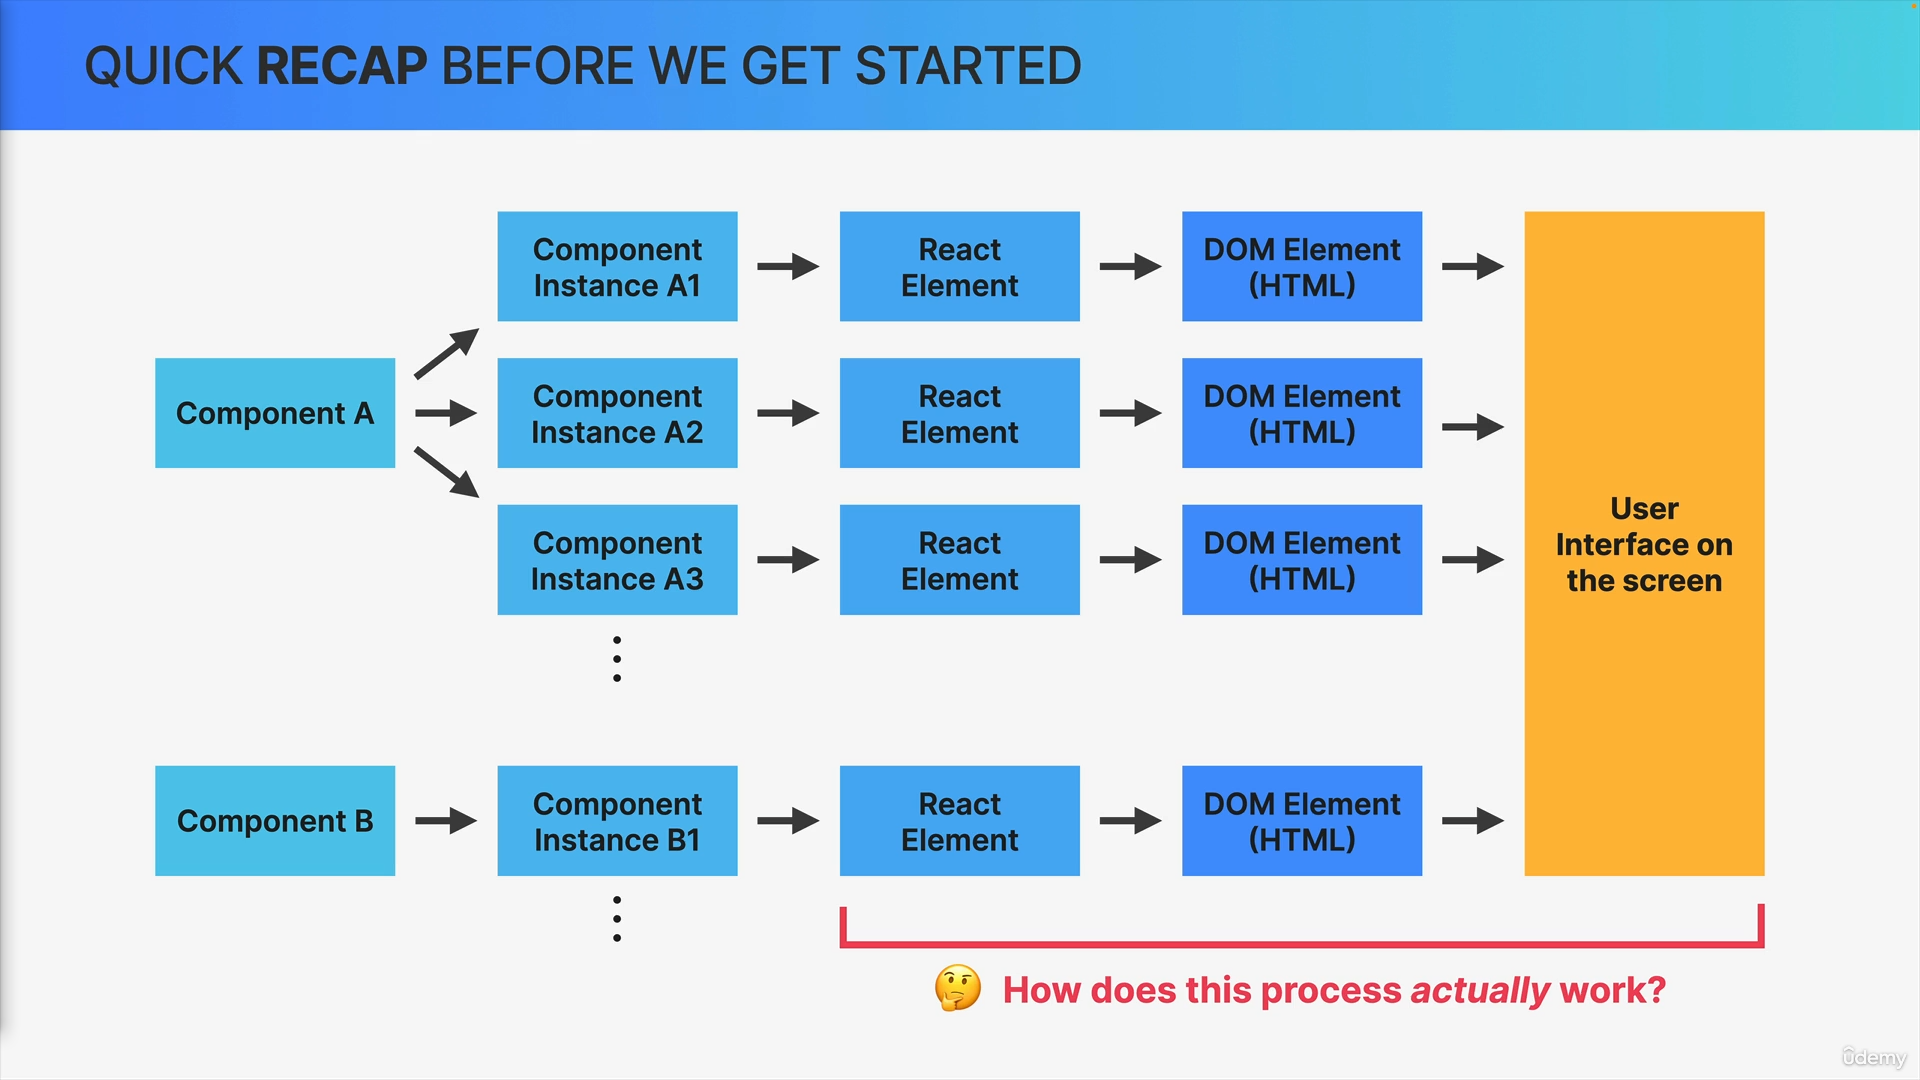 QUICK RECAP BEFORE WE GET STARTED
Component
Instance A1
React
Element
DOM Element
(HTML)
Component A
Component
Instance A2
React
Element
DOM Element
(HTML)
Component
Instance A3
React
Element
DOM Element
(HTML)
User
Interface on
the screen
Component B
Component
Instance B1
React
Element
DOM Element
(HTML)
How does this process actually work?
ûdemy